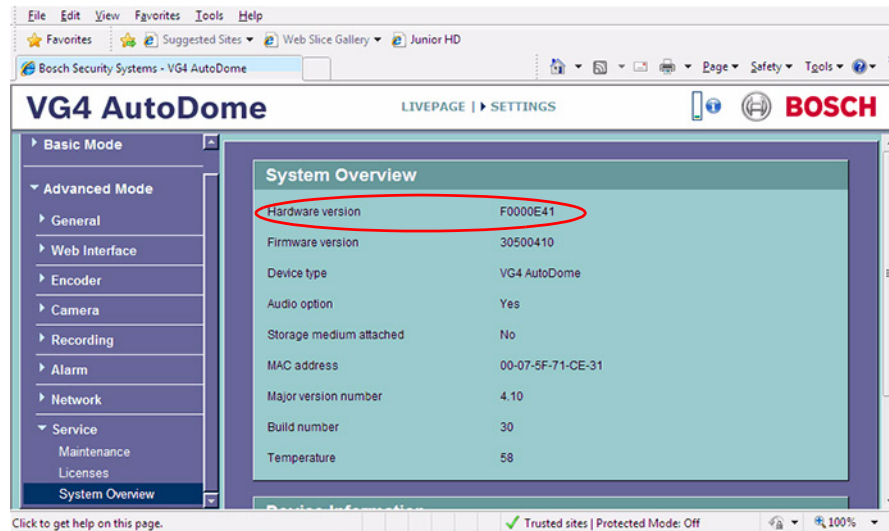 File Edit View Favorites Tools Help
Favorites Suggested Sites Web Slice Gallery Junior HD
Bosch Security Systems - VG4 AutoDome Page Safety Tools
VG4 AutoDome LIVEPAGE | SETTINGS BOSCH
Basic Mode
Advanced Mode
General
Web Interface
Encoder
Camera
Recording
Alarm
Network
Service
Maintenance
Licenses
System Overview
System Overview
Hardware version F0000E41
Firmware version 30500410
Device type VG4 AutoDome
Audio option Yes
Storage medium attached No
MAC address 00-07-5F-71-CE-31
Major version number 4.10
Build number 30
Temperature 58
Device Information
Click to get help on this page. Trusted sites | Protected Mode: Off 100%